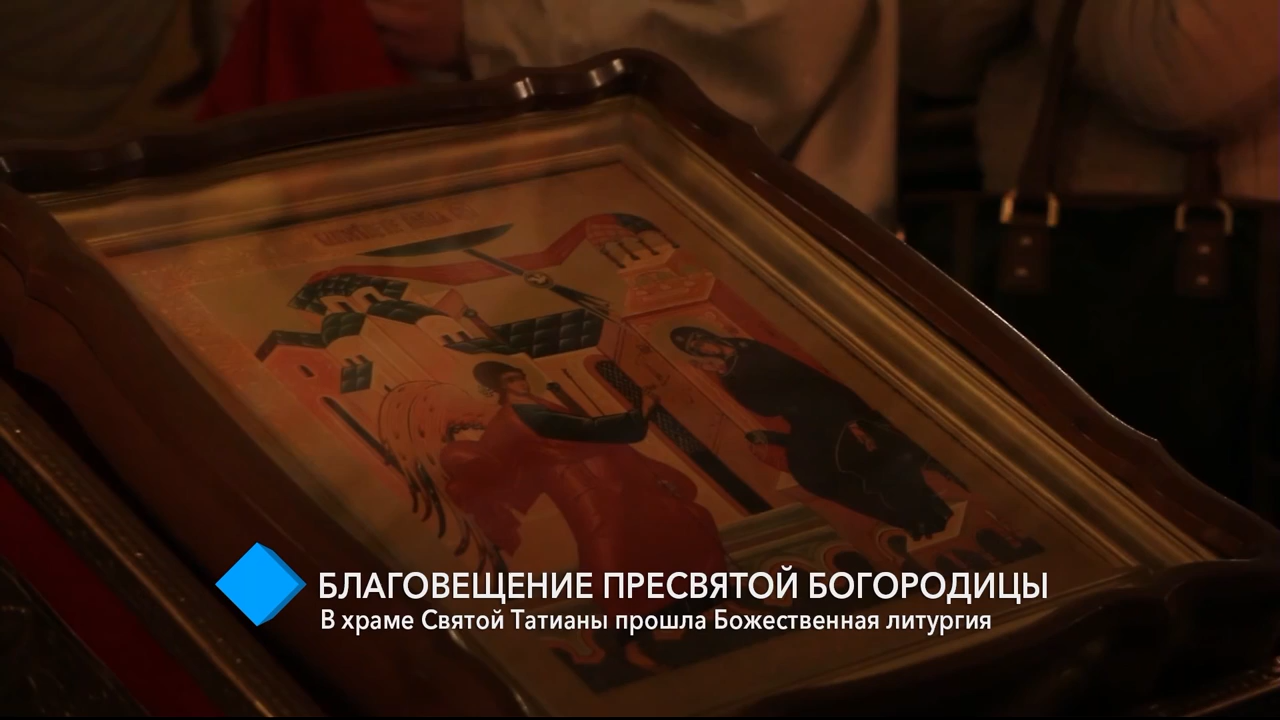 БЛАГОВЕЩЕНИЕ ПРЕСВЯТОЙ БОГОРОДИЦЫ
В храме Святой Татианы прошла Божественная литургия